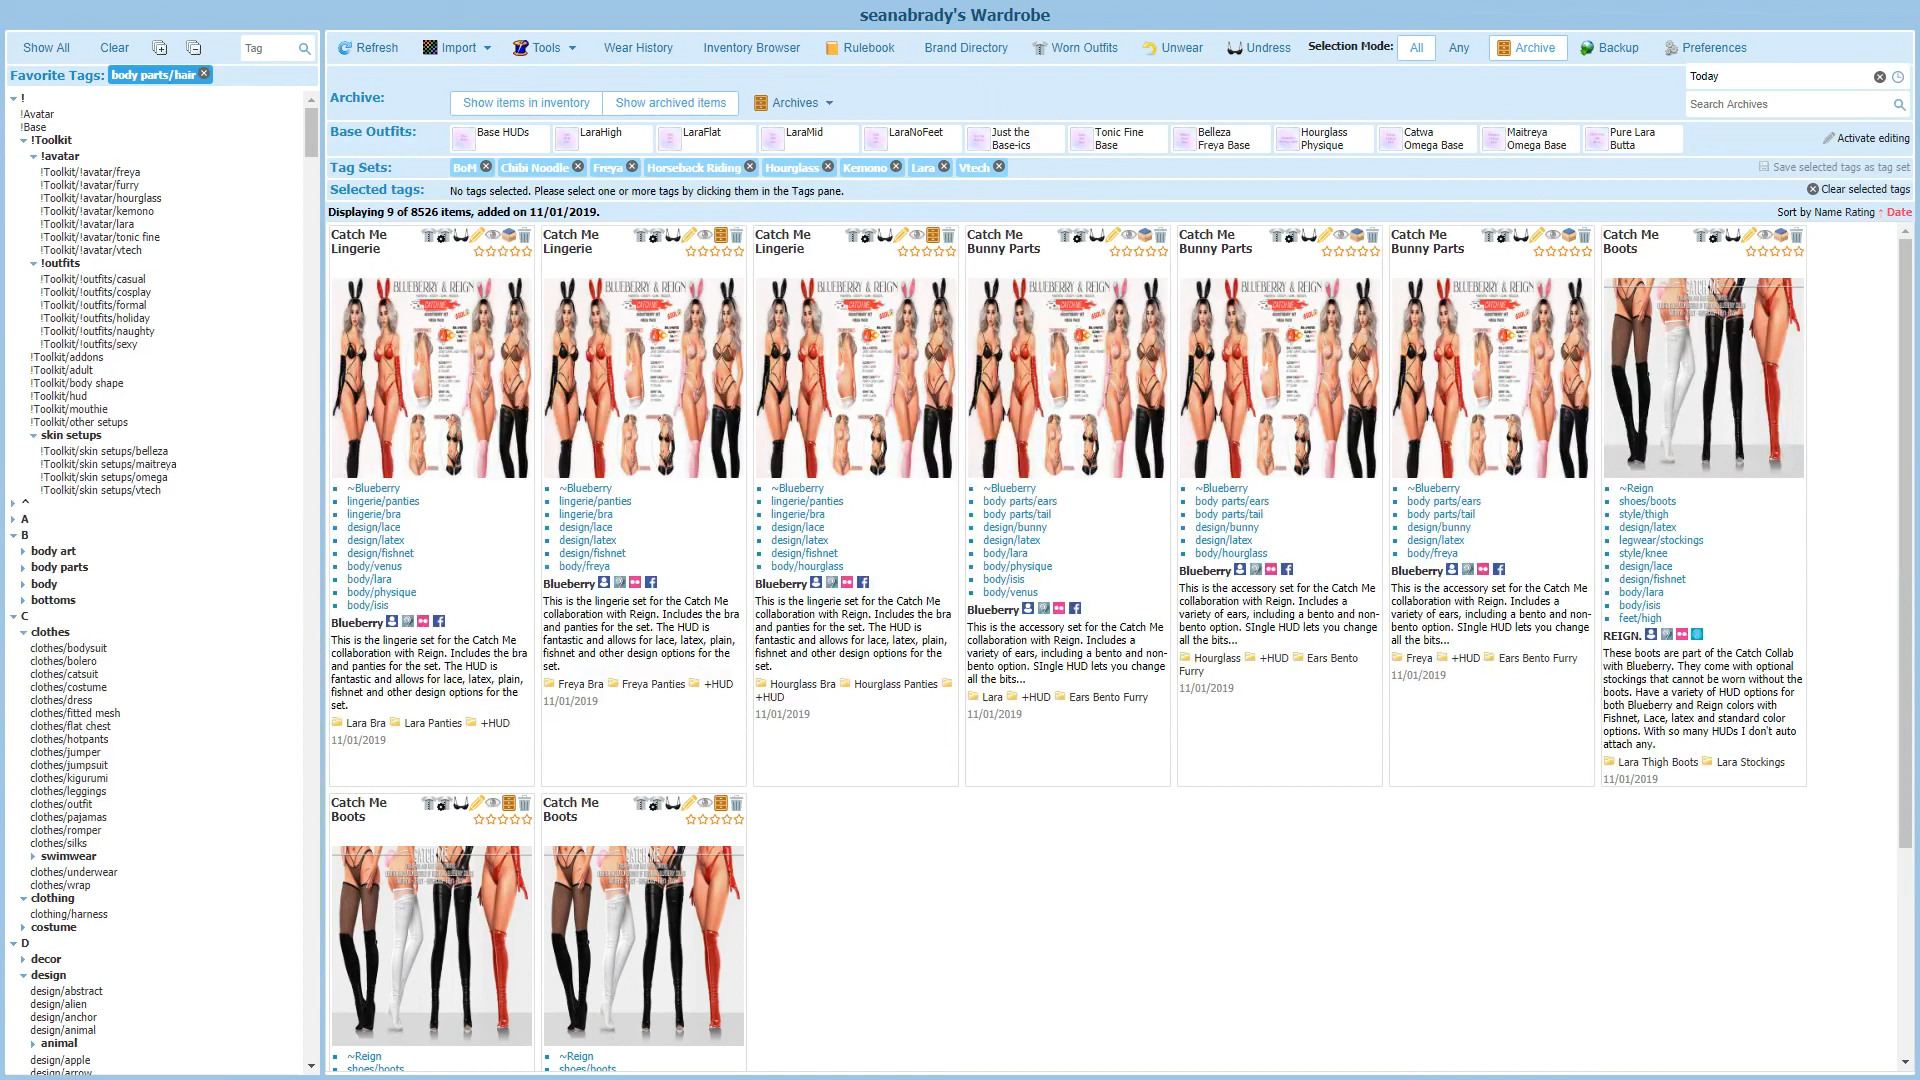 seanabrady's Wardrobe
Show All Clear Tag
Refresh Import Tools Wear History Inventory Browser Rulebook Brand Directory Worn Outfits Unwear Undress Selection Mode: All Any Archive Backup Preferences
Favorite Tags: body parts/hair
Today
Archive: Show items in inventory Show archived items Archives
Search Archives
Base Outfits: Base HUDs LaraHigh LaraFlat LaraMid LaraNoFeet Just the Base-ics Tonic Fine Base Belleza Freya Base Hourglass Physique Catwa Omega Base Maitreya Omega Base Pure Lara Butta Activate editing
Tag Sets: BoM Chibi Noodle Freya Horseback Riding Hourglass Kemono Lara Vtech Save selected tags as tag set
Selected tags: No tags selected. Please select one or more tags by clicking them in the Tags pane. Clear selected tags
Displaying 9 of 8526 items, added on 11/01/2019. Sort by Name Rating ↑ Date
!
!Avatar
!Base
!Toolkit
!avatar
!Toolkit/!avatar/freya
!Toolkit/!avatar/furry
!Toolkit/!avatar/hourglass
!Toolkit/!avatar/kemono
!Toolkit/!avatar/lara
!Toolkit/!avatar/tonic fine
!Toolkit/!avatar/vtech
!outfits
!Toolkit/!outfits/casual
!Toolkit/!outfits/cosplay
!Toolkit/!outfits/formal
!Toolkit/!outfits/holiday
!Toolkit/!outfits/naughty
!Toolkit/!outfits/sexy
!Toolkit/addons
!Toolkit/adult
!Toolkit/body shape
!Toolkit/hud
!Toolkit/mouthie
!Toolkit/other setups
skin setups
!Toolkit/skin setups/belleza
!Toolkit/skin setups/maitreya
!Toolkit/skin setups/omega
!Toolkit/skin setups/vtech
^
A
B
body art
body parts
body
bottoms
C
clothes
clothes/bodysuit
clothes/bolero
clothes/catsuit
clothes/costume
clothes/dress
clothes/fitted mesh
clothes/flat chest
clothes/hotpants
clothes/jumper
clothes/jumpsuit
clothes/kigurumi
clothes/leggings
clothes/outfit
clothes/pajamas
clothes/romper
clothes/silks
swimwear
clothes/underwear
clothes/wrap
clothing
clothing/harness
costume
D
decor
design
design/abstract
design/alien
design/anchor
design/animal
animal
design/apple
design/arrow
Catch Me
Lingerie
BLUEBERRY & REIGN
CATCH ME
~Blueberry
lingerie/panties
lingerie/bra
design/lace
design/latex
design/fishnet
body/venus
body/lara
body/physique
body/isis
Blueberry
This is the lingerie set for the Catch Me
collaboration with Reign. Includes the bra
and panties for the set. The HUD is
fantastic and allows for lace, latex, plain,
fishnet and other design options for the
set.
Lara Bra Lara Panties +HUD
11/01/2019
Catch Me
Lingerie
BLUEBERRY & REIGN
CATCH ME
~Blueberry
lingerie/panties
lingerie/bra
design/lace
design/latex
design/fishnet
body/freya
Blueberry
This is the lingerie set for the Catch Me
collaboration with Reign. Includes the bra
and panties for the set. The HUD is
fantastic and allows for lace, latex, plain,
fishnet and other design options for the
set.
Freya Bra Freya Panties +HUD
11/01/2019
Catch Me
Lingerie
BLUEBERRY & REIGN
CATCH ME
~Blueberry
lingerie/panties
lingerie/bra
design/lace
design/latex
design/fishnet
body/hourglass
Blueberry
This is the lingerie set for the Catch Me
collaboration with Reign. Includes the bra
and panties for the set. The HUD is
fantastic and allows for lace, latex, plain,
fishnet and other design options for the
set.
Hourglass Bra Hourglass Panties
+HUD
11/01/2019
Catch Me
Bunny Parts
BLUEBERRY & REIGN
CATCH ME
~Blueberry
body parts/ears
body parts/tail
design/bunny
design/latex
body/lara
body/physique
body/isis
body/venus
Blueberry
This is the accessory set for the Catch Me
collaboration with Reign. Includes a
variety of ears, including a bento and non-
bento option. SIngle HUD lets you change
all the bits...
Lara +HUD Ears Bento Furry
11/01/2019
Catch Me
Bunny Parts
BLUEBERRY & REIGN
CATCH ME
~Blueberry
body parts/ears
body parts/tail
design/bunny
design/latex
body/hourglass
Blueberry
This is the accessory set for the Catch Me
collaboration with Reign. Includes a
variety of ears, including a bento and non-
bento option. SIngle HUD lets you change
all the bits...
Hourglass +HUD Ears Bento
Furry
11/01/2019
Catch Me
Bunny Parts
BLUEBERRY & REIGN
CATCH ME
~Blueberry
body parts/ears
body parts/tail
design/bunny
design/latex
body/freya
Blueberry
This is the accessory set for the Catch Me
collaboration with Reign. Includes a
variety of ears, including a bento and non-
bento option. SIngle HUD lets you change
all the bits...
Freya +HUD Ears Bento Furry
11/01/2019
Catch Me
Boots
CATCH ME
~Reign
shoes/boots
style/thigh
design/latex
legwear/stockings
style/knee
design/lace
design/fishnet
body/lara
body/isis
feet/high
REIGN.
These boots are part of the Catch Collab
with Blueberry. They come with optional
stockings that cannot be worn without the
boots. Have a variety of HUD options for
both Blueberry and Reign colors with
Fishnet, Lace, latex and standard color
options. With so many HUDs I don't auto
attach any.
Lara Thigh Boots Lara Stockings
11/01/2019
Catch Me
Boots
CATCH ME
~Reign
shoes/boots
Catch Me
Boots
CATCH ME
~Reign
shoes/boots